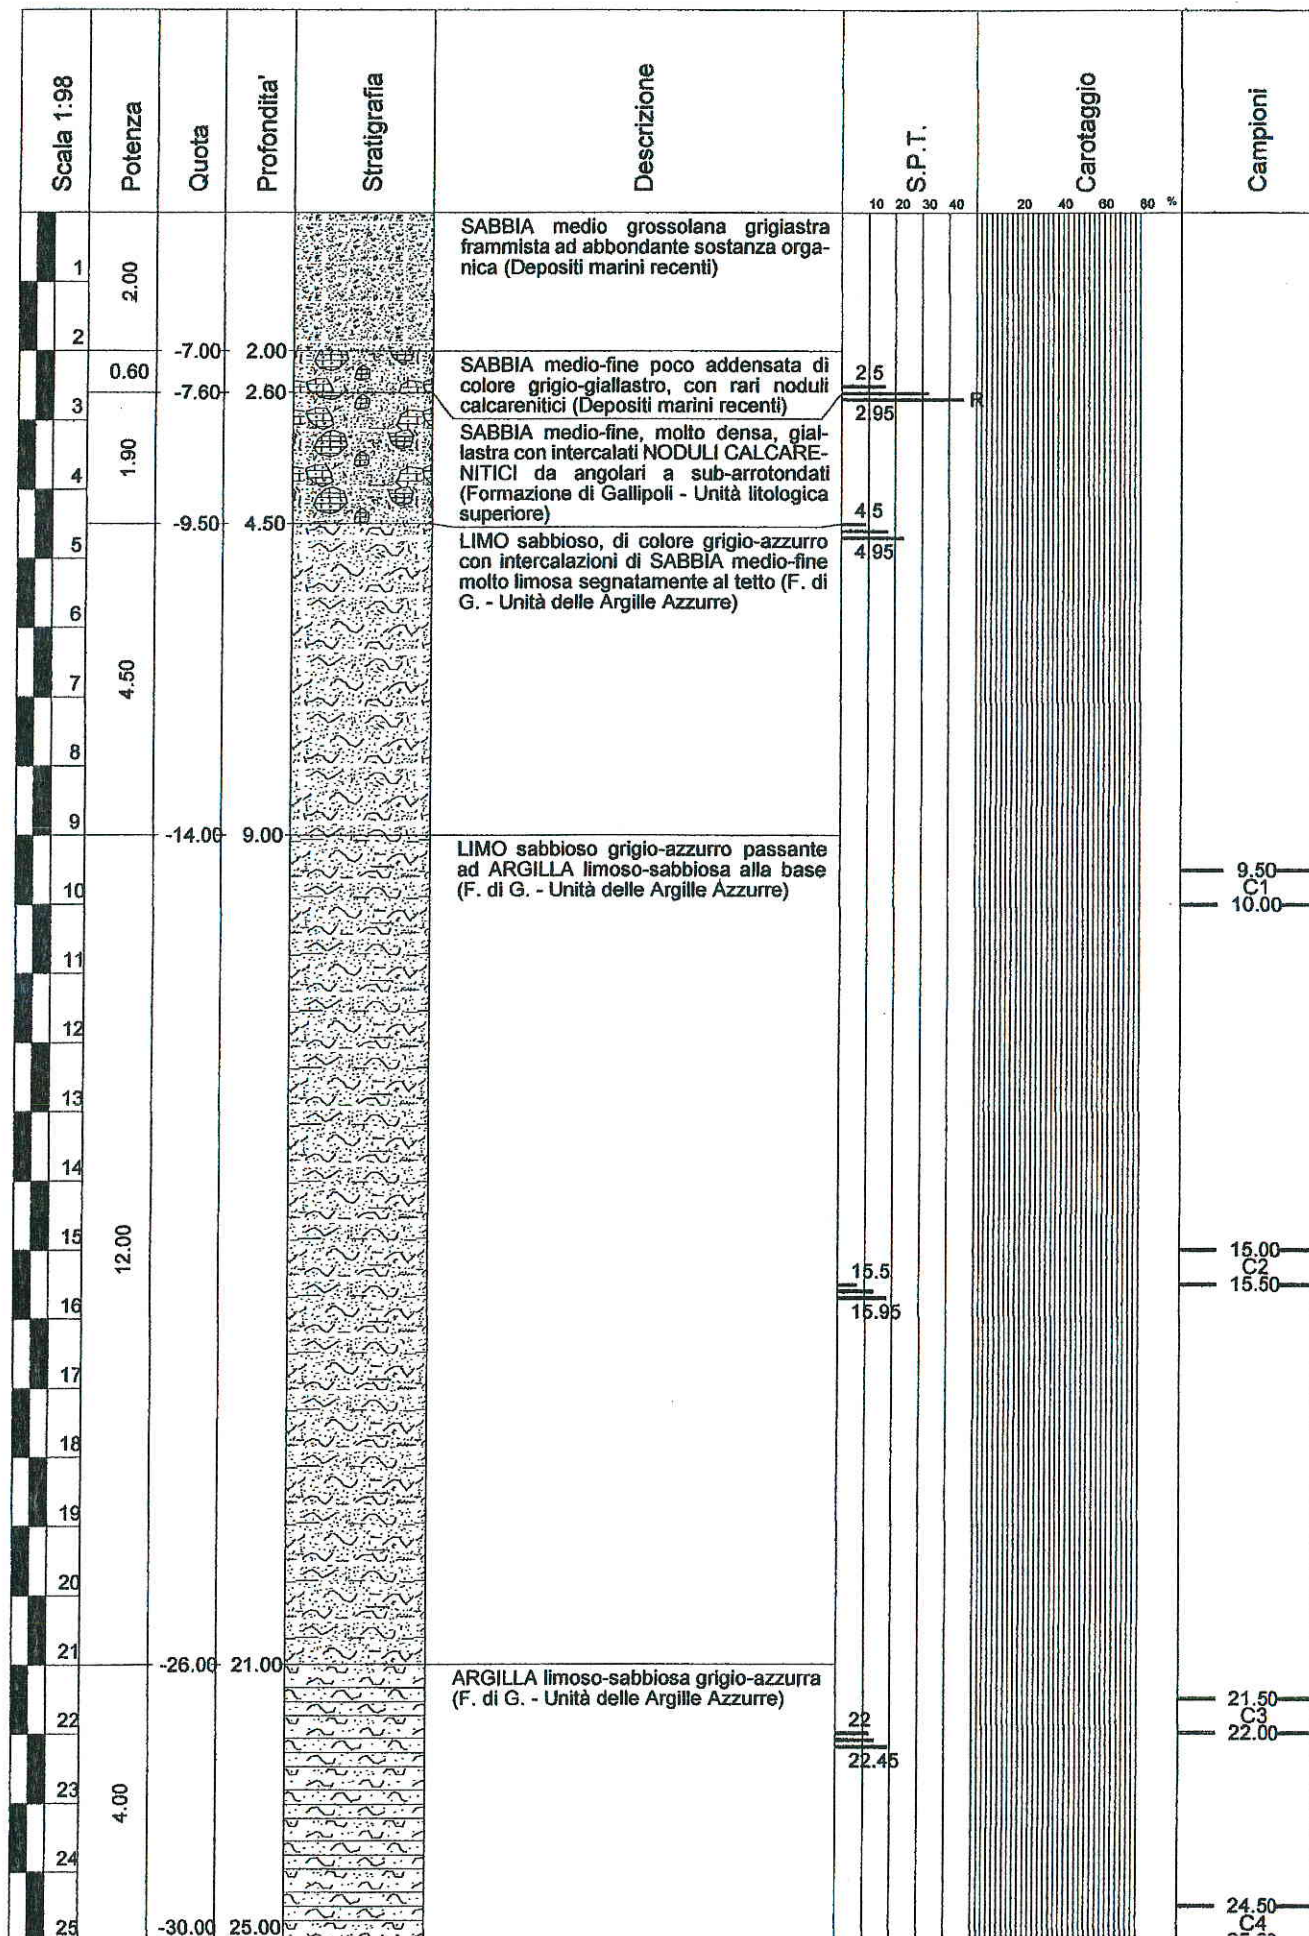 Scala 1:98
Potenza
Quota
Profondita'
Stratigrafia
Descrizione
S.P.T.
Carotaggio
Campioni
10 20 30 40
20 40 60 80 %
SABBIA medio grossolana grigiastra
frammista ad abbondante sostanza orga-
nica (Depositi marini recenti)
1
2.00
2
-7.00 2.00
SABBIA medio-fine poco addensata di
colore grigio-giallastro, con rari noduli
calcarenitici (Depositi marini recenti)
0.60
-7.60 2.60
2.5
2.95
R
3
SABBIA medio-fine, molto densa, gial-
lastra con intercalati NODULI CALCARE-
NITICI da angolari a sub-arrotondati
(Formazione di Gallipoli - Unità litologica
superiore)
1.90
4
-9.50 4.50
4.5
4.95
5
LIMO sabbioso, di colore grigio-azzurro
con intercalazioni di SABBIA medio-fine
molto limosa segnatamente al tetto (F. di
G. - Unità delle Argille Azzurre)
6
4.50
7
8
9
-14.00 9.00
LIMO sabbioso grigio-azzurro passante
ad ARGILLA limoso-sabbiosa alla base
(F. di G. - Unità delle Argille Azzurre)
9.50
C1
10.00
10
11
12
13
14
15
12.00
15.00
C2
15.50
15.5
15.95
16
17
18
19
20
21
-26.00 21.00
ARGILLA limoso-sabbiosa grigio-azzurra
(F. di G. - Unità delle Argille Azzurre)
21.50
C3
22.00
22
22.45
22
23
4.00
24
24.50
C4
25
-30.00 25.00